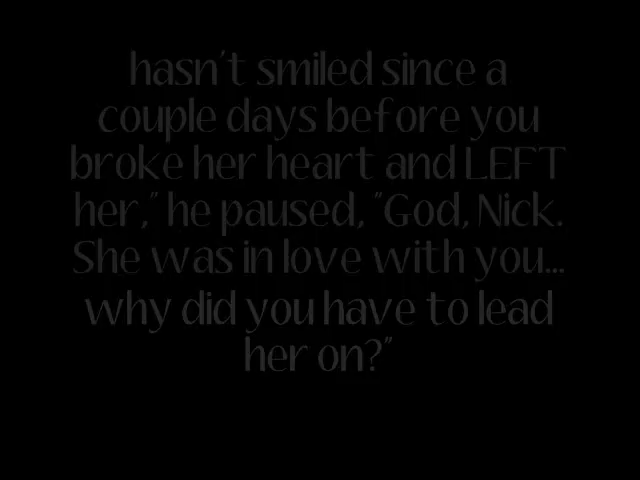 hasn't smiled since a
couple days before you
broke her heart and LEFT
her," he paused, "God, Nick.
She was in love with you...
why did you have to lead
her on?"